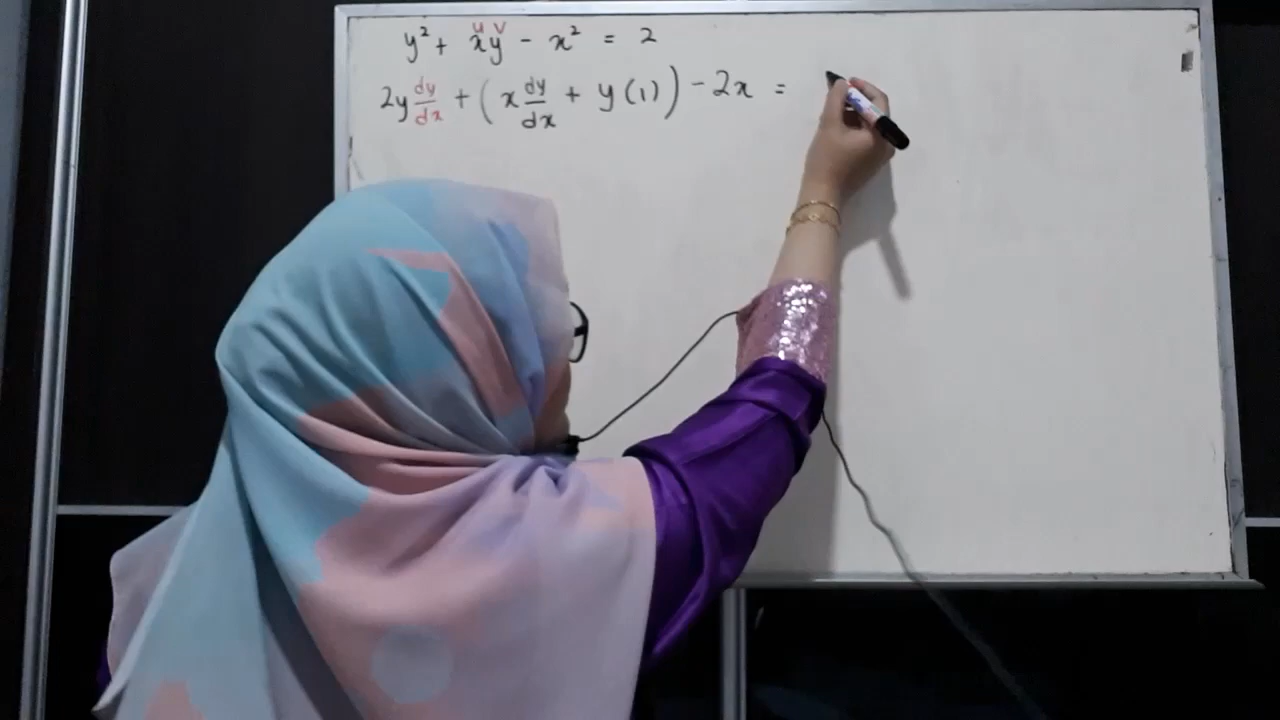 y² + xy - x² = 2
u v
2y dy/dx + (x dy/dx + y(1)) - 2x =